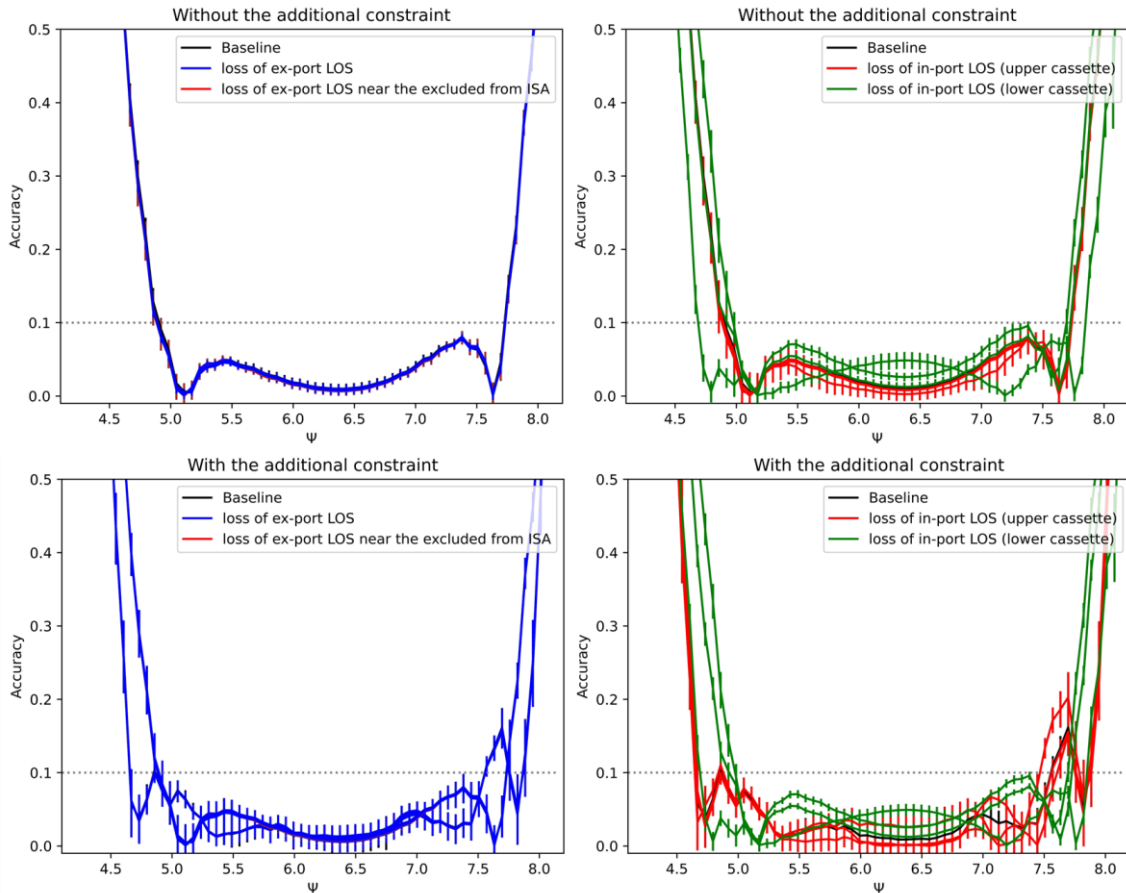 Without the additional constraint
Baseline
loss of ex-port LOS
loss of ex-port LOS near the excluded from ISA
Accuracy
0.5
0.4
0.3
0.2
0.1
0.0
4.5 5.0 5.5 6.0 6.5 7.0 7.5 8.0
Ψ
Without the additional constraint
Baseline
loss of in-port LOS (upper cassette)
loss of in-port LOS (lower cassette)
Accuracy
0.5
0.4
0.3
0.2
0.1
0.0
4.5 5.0 5.5 6.0 6.5 7.0 7.5 8.0
Ψ
With the additional constraint
Baseline
loss of ex-port LOS
loss of ex-port LOS near the excluded from ISA
Accuracy
0.5
0.4
0.3
0.2
0.1
0.0
4.5 5.0 5.5 6.0 6.5 7.0 7.5 8.0
Ψ
With the additional constraint
Baseline
loss of in-port LOS (upper cassette)
loss of in-port LOS (lower cassette)
Accuracy
0.5
0.4
0.3
0.2
0.1
0.0
4.5 5.0 5.5 6.0 6.5 7.0 7.5 8.0
Ψ